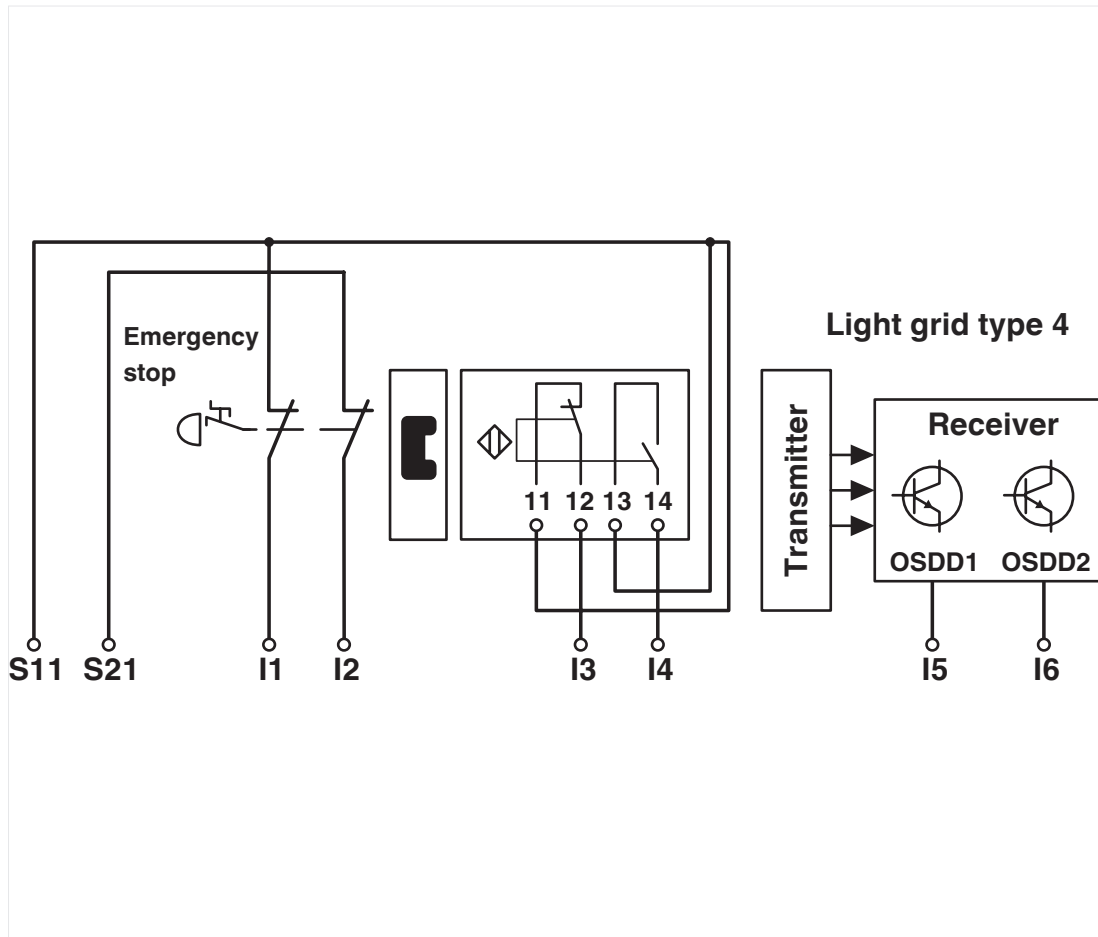 Light grid type 4
Emergency
stop
Transmitter
Receiver
11 12 13 14
OSDD1 OSDD2
S11 S21 I1 I2 I3 I4 I5 I6